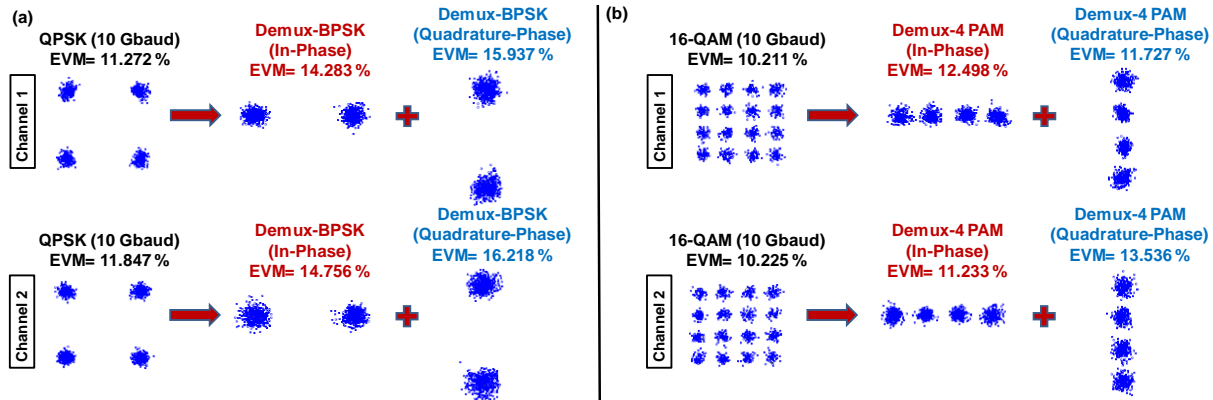 (a)
QPSK (10 Gbaud)
EVM= 11.272 %
Demux-BPSK
(In-Phase)
EVM= 14.283 %
Demux-BPSK
(Quadrature-Phase)
EVM= 15.937 %
Channel 1
QPSK (10 Gbaud)
EVM= 11.847 %
Demux-BPSK
(In-Phase)
EVM= 14.756 %
Demux-BPSK
(Quadrature-Phase)
EVM= 16.218 %
Channel 2
(b)
16-QAM (10 Gbaud)
EVM= 10.211 %
Demux-4 PAM
(In-Phase)
EVM= 12.498 %
Demux-4 PAM
(Quadrature-Phase)
EVM= 11.727 %
Channel 1
16-QAM (10 Gbaud)
EVM= 10.225 %
Demux-4 PAM
(In-Phase)
EVM= 11.233 %
Demux-4 PAM
(Quadrature-Phase)
EVM= 13.536 %
Channel 2